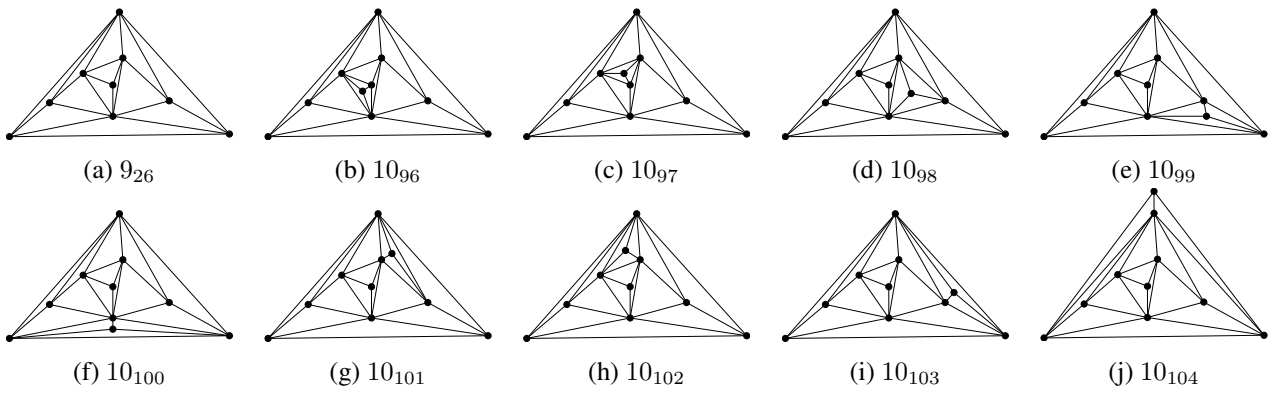 (a) 9₂₆ (b) 10₉₆ (c) 10₉₇ (d) 10₉₈ (e) 10₉₉
(f) 10₁₀₀ (g) 10₁₀₁ (h) 10₁₀₂ (i) 10₁₀₃ (j) 10₁₀₄